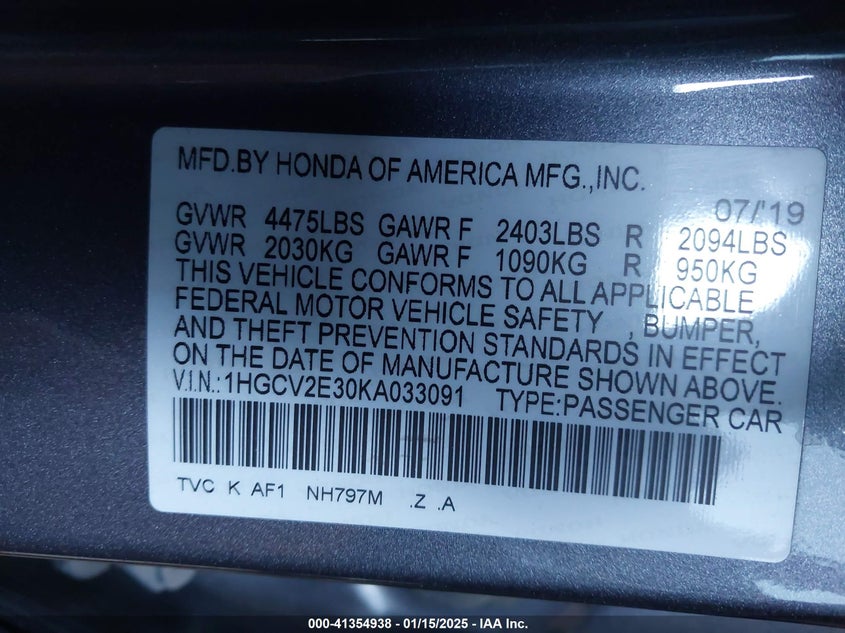 MFD.BY HONDA OF AMERICA MFG.,INC.
07/'19
GVWR 4475LBS GAWR F 2403LBS R 2094LBS
GVWR 2030KG GAWR F 1090KG R 950KG
THIS VEHICLE CONFORMS TO ALL APPLICABLE
FEDERAL MOTOR VEHICLE SAFETY , BUMPER,
AND THEFT PREVENTION STANDARDS IN EFFECT
ON THE DATE OF MANUFACTURE SHOWN ABOVE.
V.I.N.:1HGCV2E30KA033091 TYPE:PASSENGER CAR
TVC K AF1 NH797M .Z .A
000-41354938 - 01/15/2025 - IAA Inc.